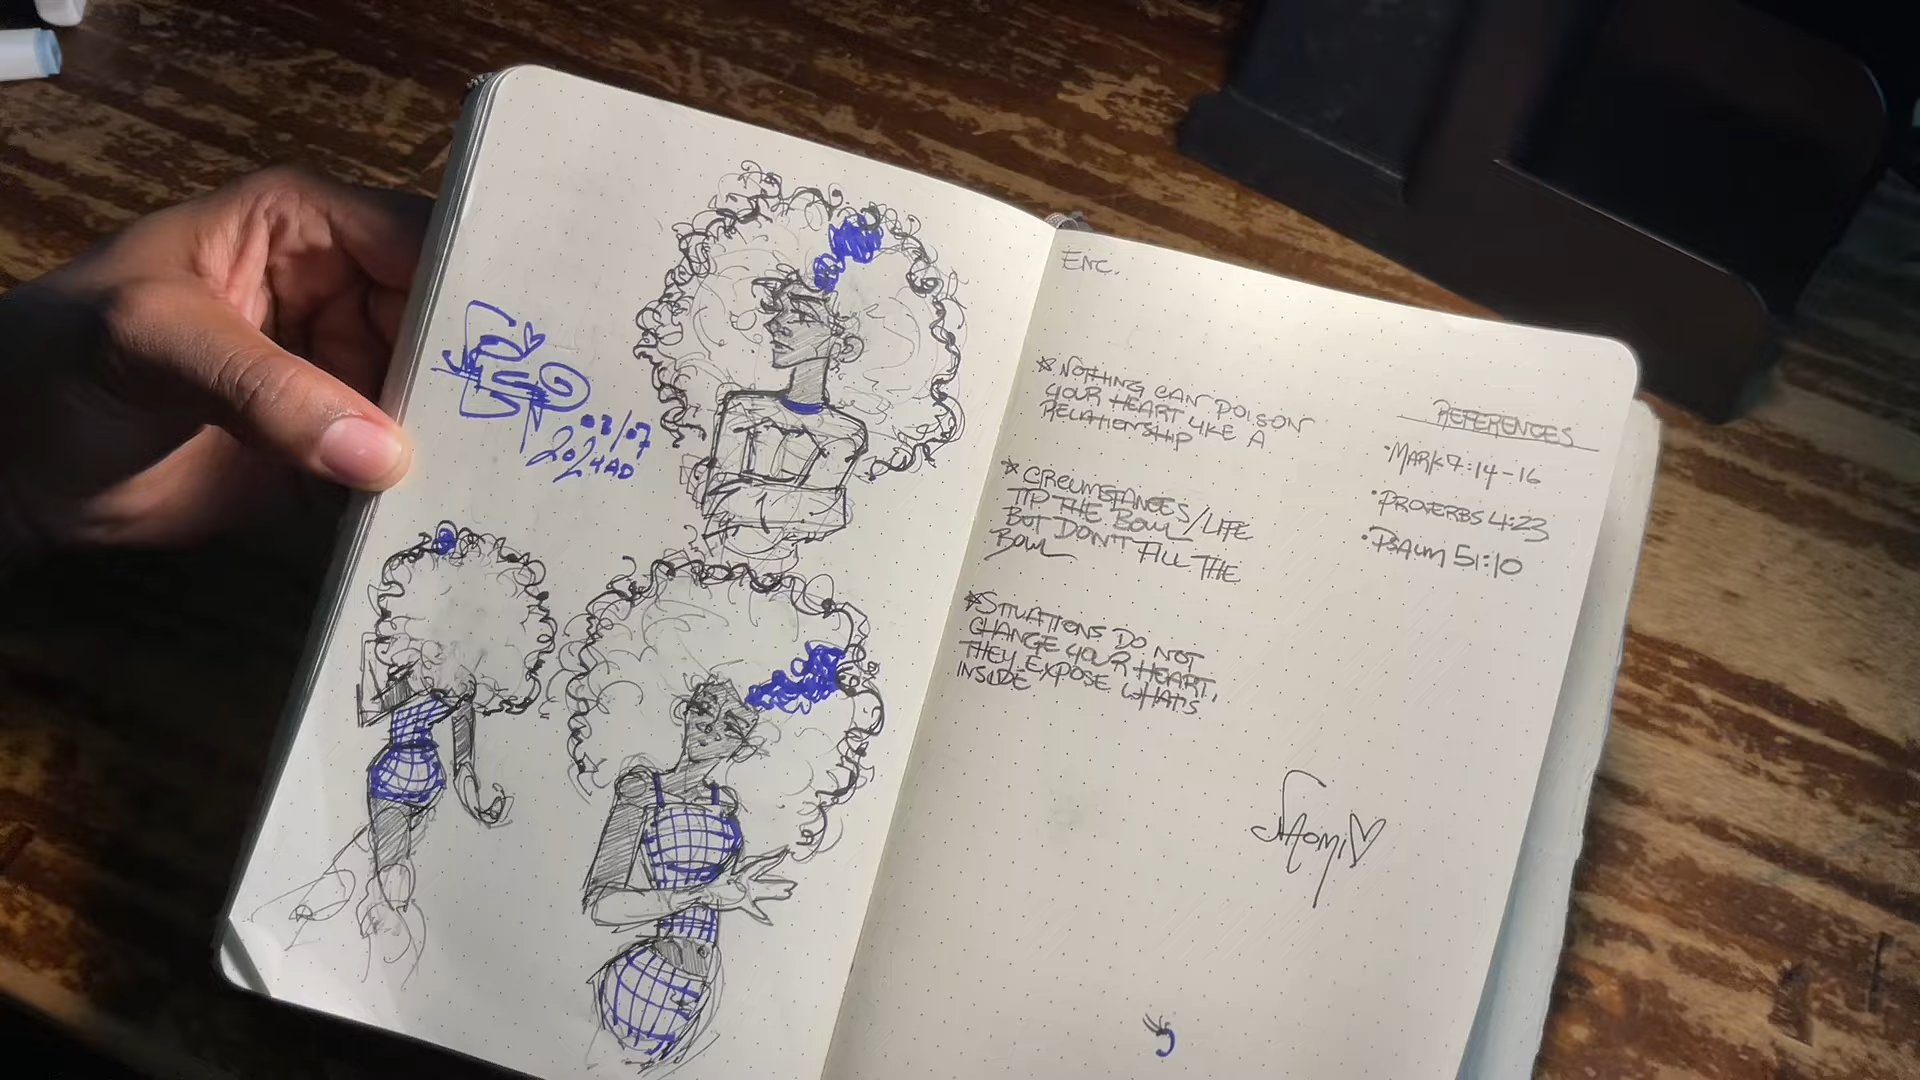 03/07
2024AD
ENC.
*NOTHING CAN POISON
YOUR HEART LIKE A
RELATIONSHIP
*CIRCUMSTANCES/LIFE
TIP THE BOWL
BUT DON'T FILL THE
BOWL
*SITUATIONS DO NOT
CHANGE YOUR HEART,
THEY EXPOSE WHATS
INSIDE
REFERENCES
•MARK 7:14-16
•PROVERBS 4:23
•PSALM 51:10